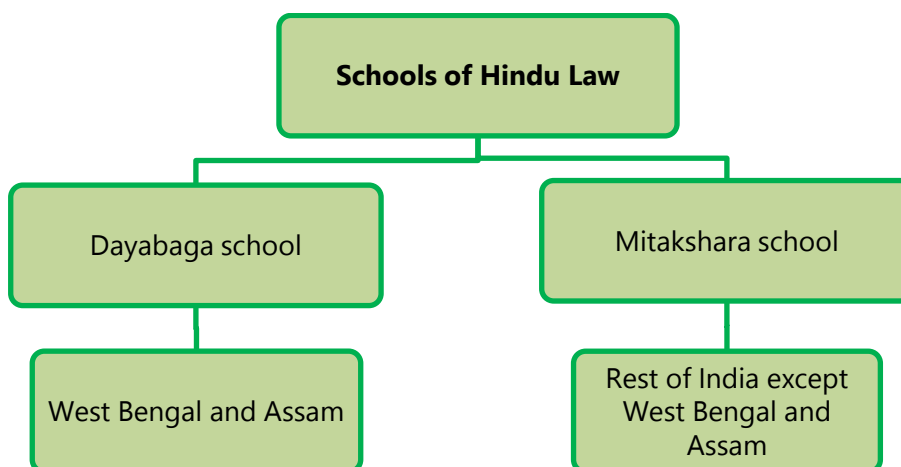 Schools of Hindu Law
Dayabaga school
Mitakshara school
West Bengal and Assam
Rest of India except
West Bengal and
Assam